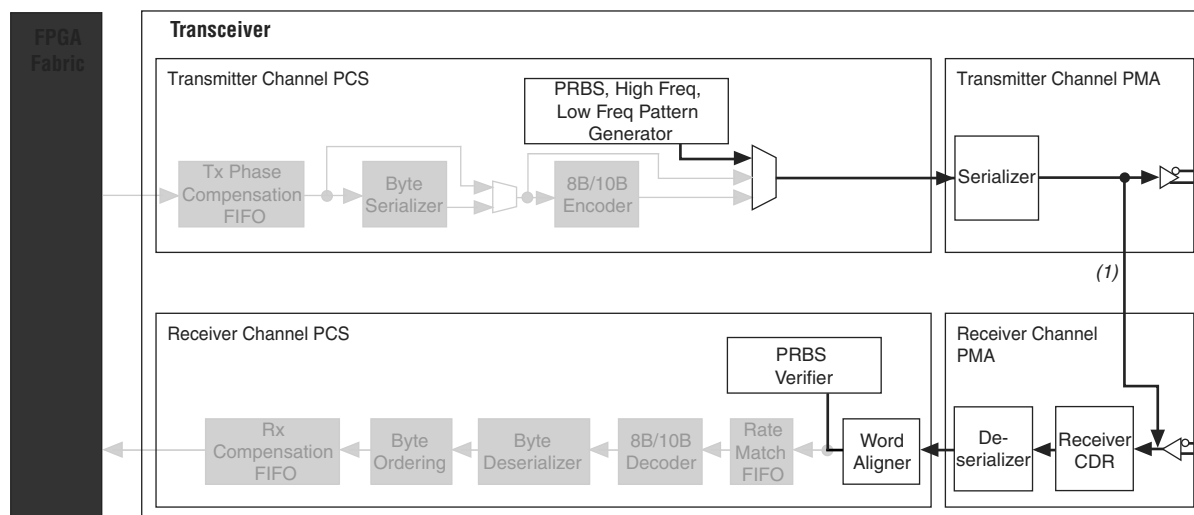 FPGA
Fabric
Transceiver
Transmitter Channel PCS
PRBS, High Freq,
Low Freq Pattern
Generator
Tx Phase
Compensation
FIFO
Byte
Serializer
8B/10B
Encoder
Transmitter Channel PMA
Serializer
(1)
Receiver Channel PCS
PRBS
Verifier
Rx
Compensation
FIFO
Byte
Ordering
Byte
Deserializer
8B/10B
Decoder
Rate
Match
FIFO
Word
Aligner
Receiver Channel
PMA
De-
serializer
Receiver
CDR